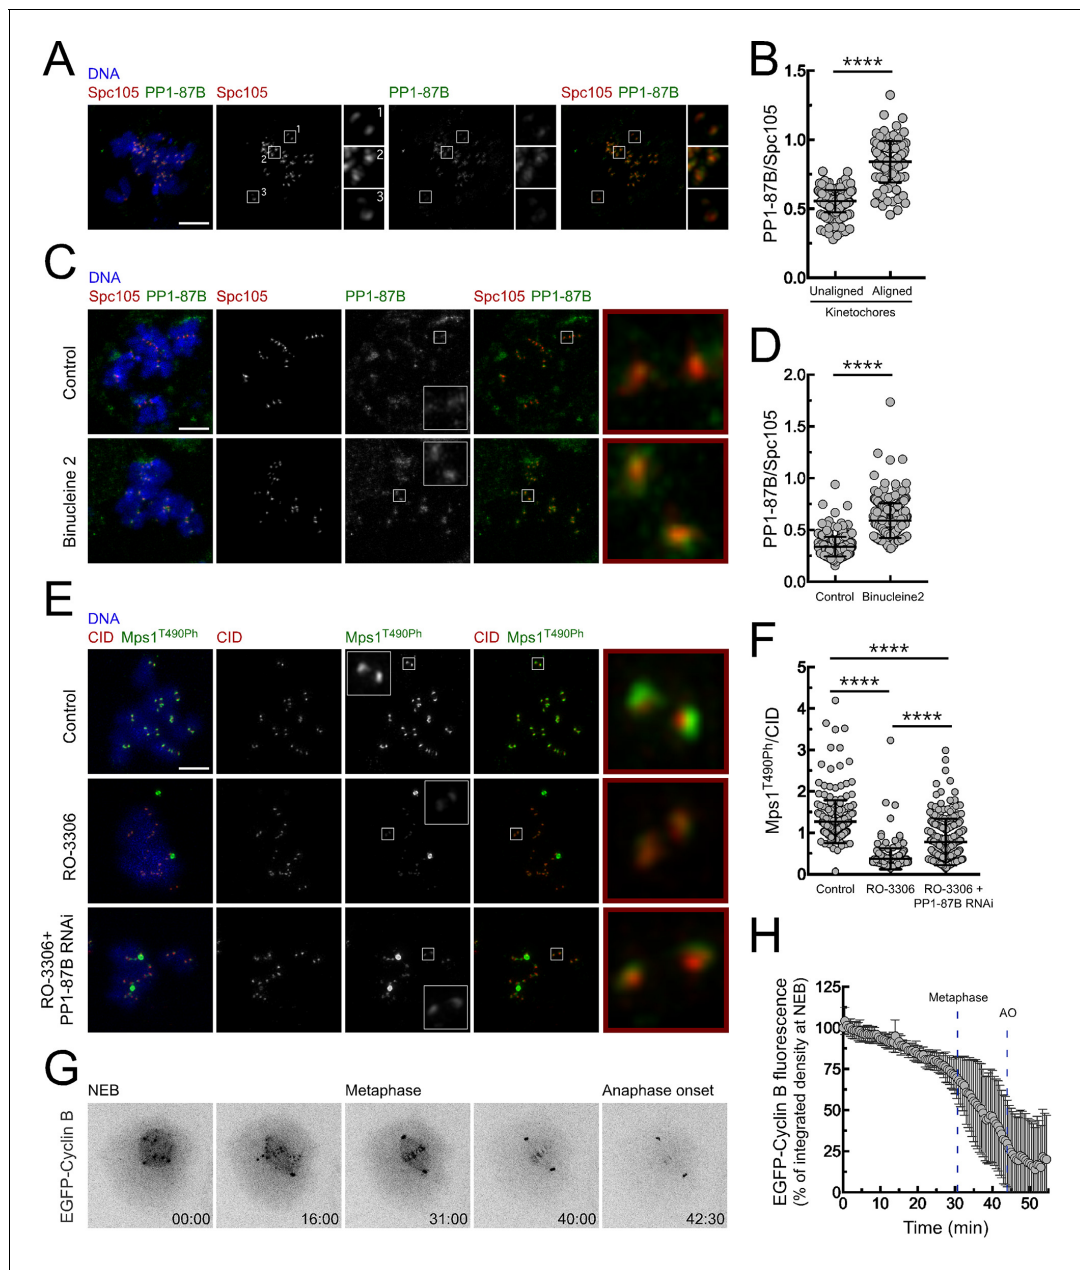 A
DNA
Spc105 PP1-87B
Spc105
PP1-87B
Spc105 PP1-87B
1
2
3
1
2
3
B
****
PP1-87B/Spc105
1.5
1.0
0.5
0.0
Unaligned Aligned
Kinetochores
C
DNA
Spc105 PP1-87B
Spc105
PP1-87B
Spc105 PP1-87B
Control
Binucleine 2
D
****
PP1-87B/Spc105
2.0
1.5
1.0
0.5
0.0
Control Binucleine2
E
DNA
CID Mps1T490Ph
CID
Mps1T490Ph
CID Mps1T490Ph
Control
RO-3306
RO-3306+
PP1-87B RNAi
F
****
****
****
Mps1T490Ph/CID
5
4
3
2
1
0
Control RO-3306 RO-3306 +
PP1-87B RNAi
G
NEB
Metaphase
Anaphase onset
EGFP-Cyclin B
00:00
16:00
31:00
40:00
42:30
H
EGFP-Cyclin B fluorescence
(% of integrated density at NEB)
125
100
75
50
25
0
Metaphase
AO
0 10 20 30 40 50
Time (min)